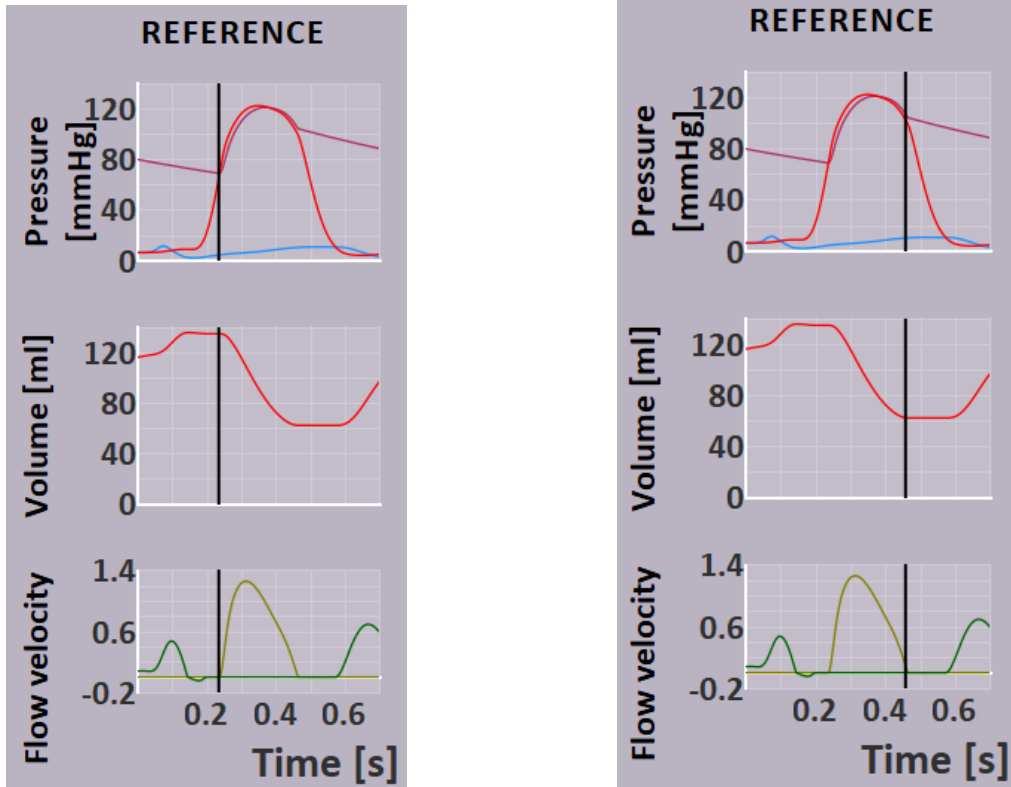 REFERENCE
Pressure
[mmHg]
120
80
40
0
Volume [ml]
120
80
40
0
Flow velocity
1.4
0.6
-0.2
0.2 0.4 0.6
Time [s]
REFERENCE
Pressure
[mmHg]
120
80
40
0
Volume [ml]
120
80
40
0
Flow velocity
1.4
0.6
-0.2
0.2 0.4 0.6
Time [s]